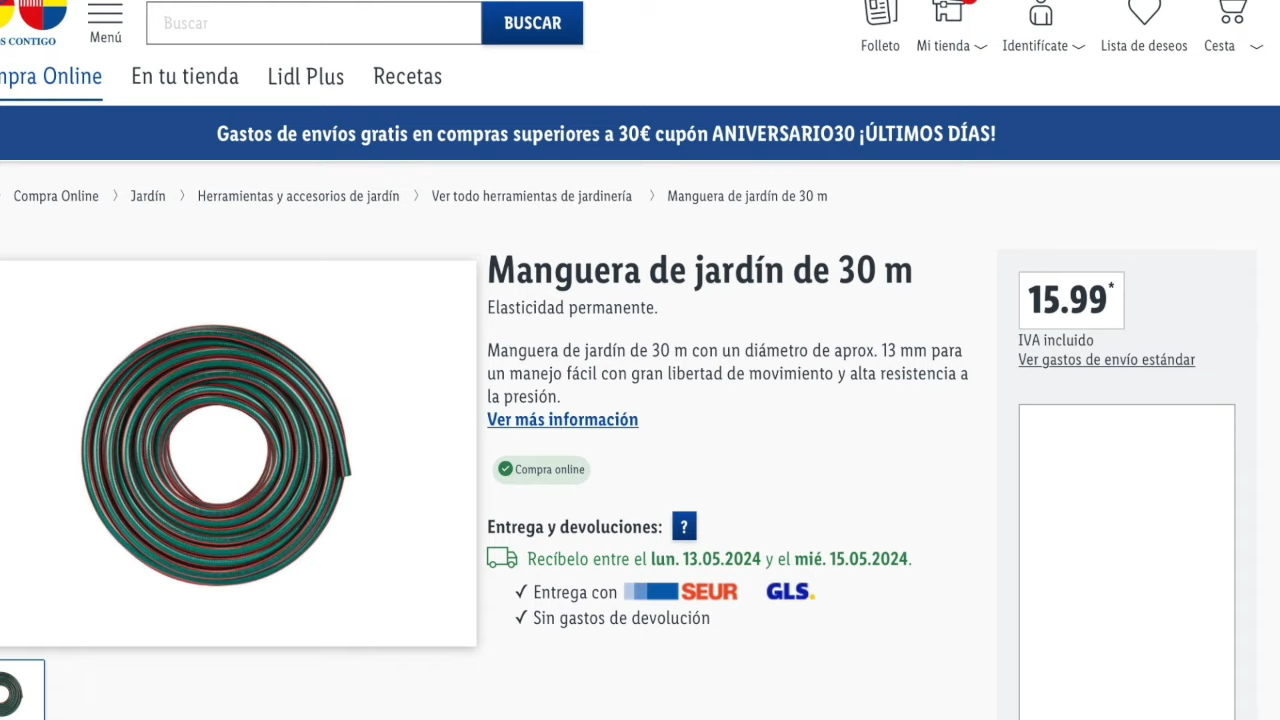 S CONTIGO
Menú
Buscar
BUSCAR
Folleto
Mi tienda
Identifícate
Lista de deseos
Cesta
mpra Online
En tu tienda
Lidl Plus
Recetas
Gastos de envíos gratis en compras superiores a 30€ cupón ANIVERSARIO30 ¡ÚLTIMOS DÍAS!
Compra Online > Jardín > Herramientas y accesorios de jardín > Ver todo herramientas de jardinería > Manguera de jardín de 30 m
Manguera de jardín de 30 m
Elasticidad permanente.
Manguera de jardín de 30 m con un diámetro de aprox. 13 mm para
un manejo fácil con gran libertad de movimiento y alta resistencia a
la presión.
Ver más información
Compra online
Entrega y devoluciones: ?
Recíbelo entre el lun. 13.05.2024 y el mié. 15.05.2024.
✓ Entrega con SEUR GLS.
✓ Sin gastos de devolución
15.99*
IVA incluido
Ver gastos de envío estándar